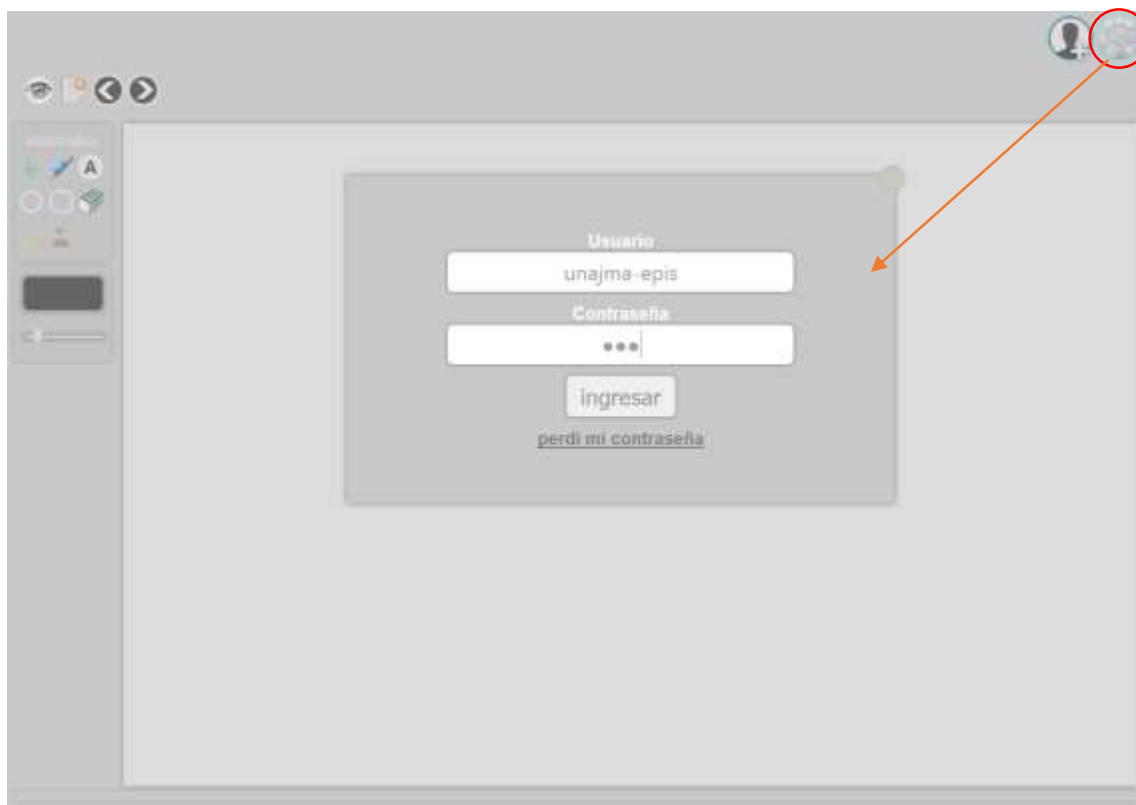 A
Usuario
unajma-epis
Contraseña
ingresar
perdi mi contraseña